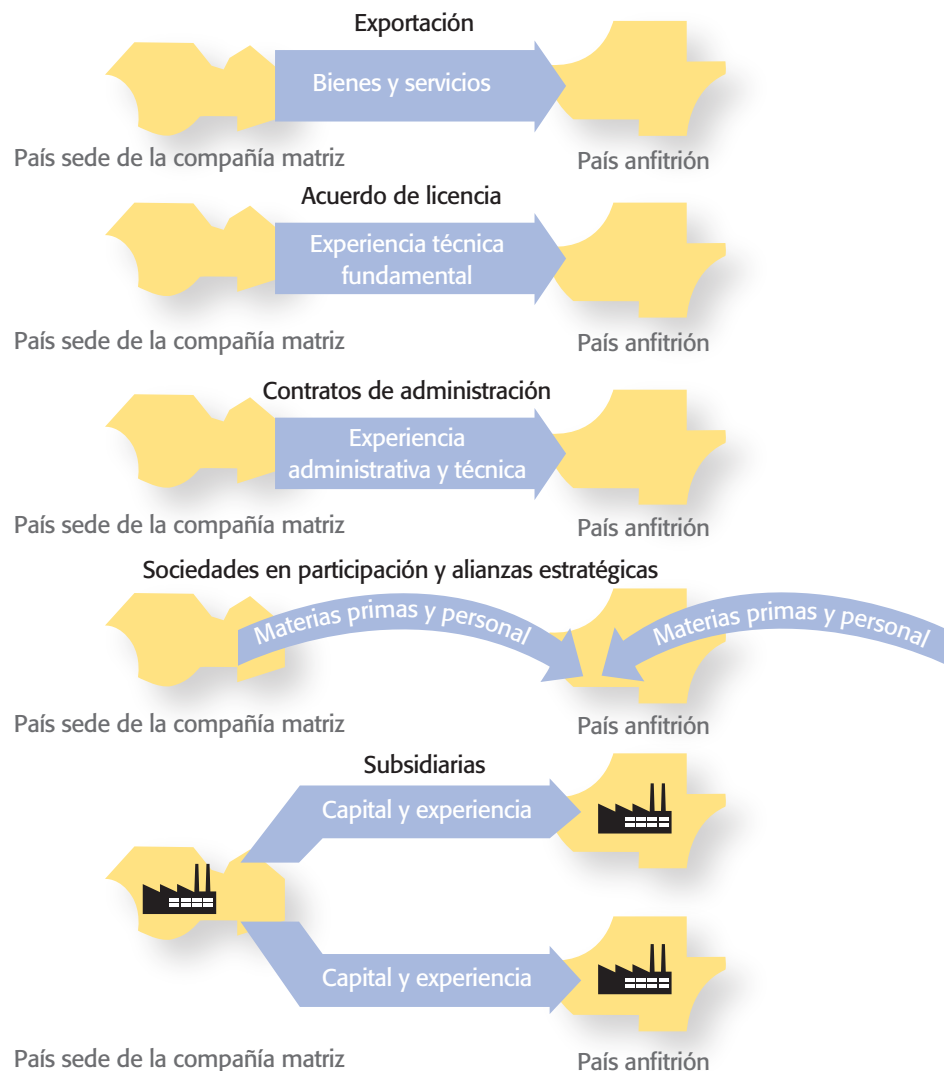 Exportación
Bienes y servicios
País sede de la compañía matriz
País anfitrión
Acuerdo de licencia
Experiencia técnica
fundamental
País sede de la compañía matriz
País anfitrión
Contratos de administración
Experiencia
administrativa y técnica
País sede de la compañía matriz
País anfitrión
Sociedades en participación y alianzas estratégicas
Materias primas y personal
Materias primas y personal
País sede de la compañía matriz
País anfitrión
Subsidiarias
Capital y experiencia
Capital y experiencia
País sede de la compañía matriz
País anfitrión